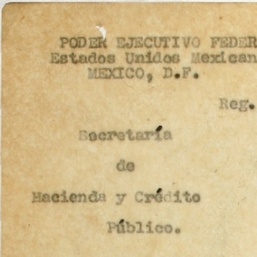 PODER EJECUTIVO FEDER
Estados Unidos Mexican
MEXICO, D.F.
Reg.
Secretaría
de
Hacienda y Crédito
Público.